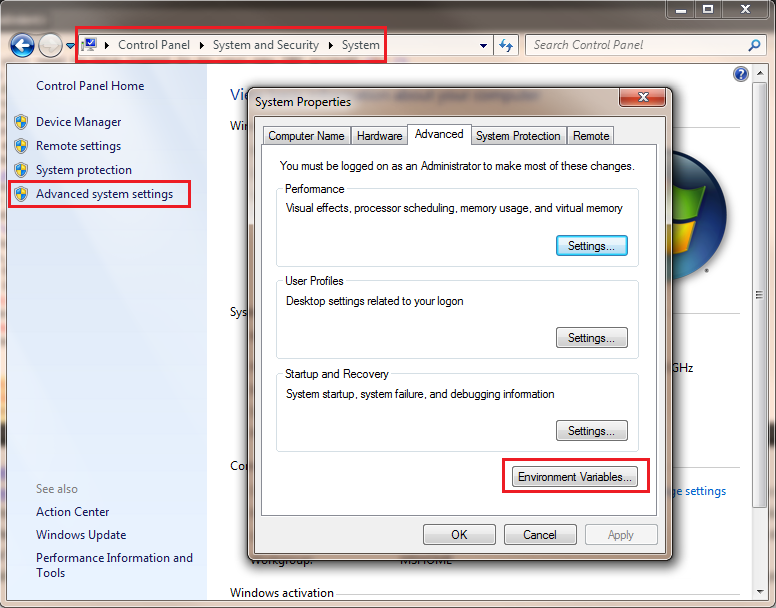 Control Panel System and Security System
Search Control Panel
Control Panel Home
Device Manager
Remote settings
System protection
Advanced system settings
See also
Action Center
Windows Update
Performance Information and
Tools
System Properties
Computer Name Hardware Advanced System Protection Remote
You must be logged on as an Administrator to make most of these changes.
Performance
Visual effects, processor scheduling, memory usage, and virtual memory
Settings...
User Profiles
Desktop settings related to your logon
Settings...
Startup and Recovery
System startup, system failure, and debugging information
Settings...
Environment Variables...
OK Cancel Apply
GHz
ge settings
Workgroup: MSHOME
Windows activation